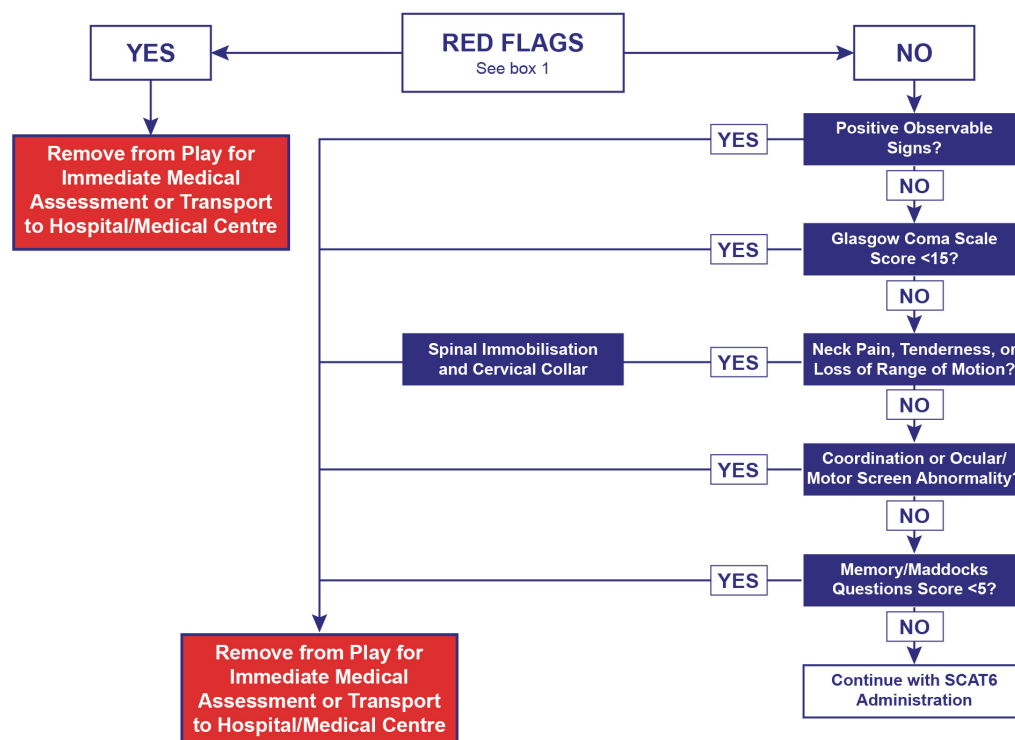 YES
RED FLAGS
See box 1
NO
Remove from Play for
Immediate Medical
Assessment or Transport
to Hospital/Medical Centre
YES
Positive Observable
Signs?
NO
YES
Glasgow Coma Scale
Score <15?
NO
Spinal Immobilisation
and Cervical Collar
YES
Neck Pain, Tenderness, or
Loss of Range of Motion?
NO
YES
Coordination or Ocular/
Motor Screen Abnormality?
NO
YES
Memory/Maddocks
Questions Score <5?
NO
Remove from Play for
Immediate Medical
Assessment or Transport
to Hospital/Medical Centre
Continue with SCAT6
Administration